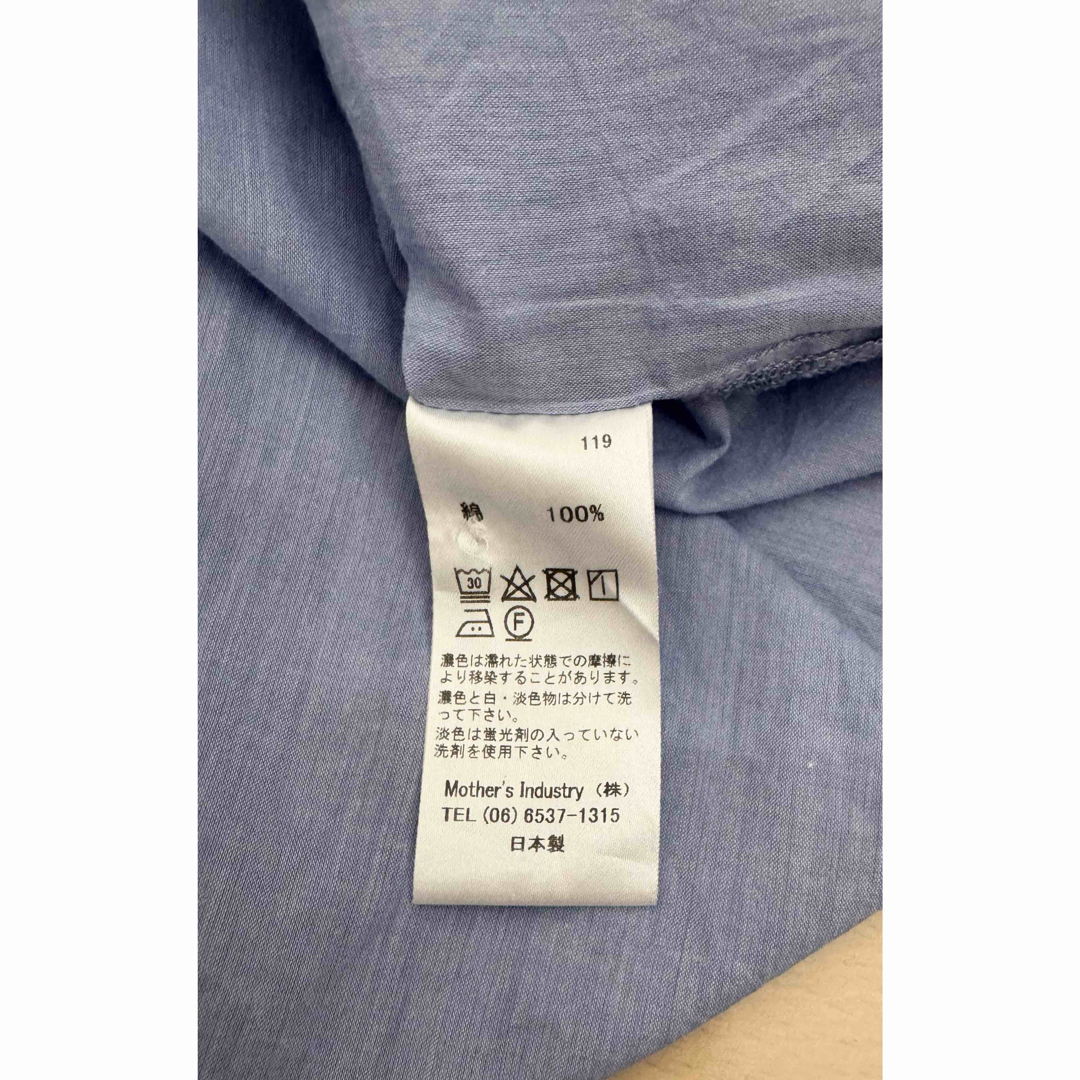 119
綿 100%
30
F
濃色は濡れた状態での摩擦に
より移染することがあります。
濃色と白・淡色物は分けて洗
って下さい。
淡色は蛍光剤の入っていない
洗剤を使用下さい。
Mother's Industry（株）
TEL(06)6537-1315
日本製